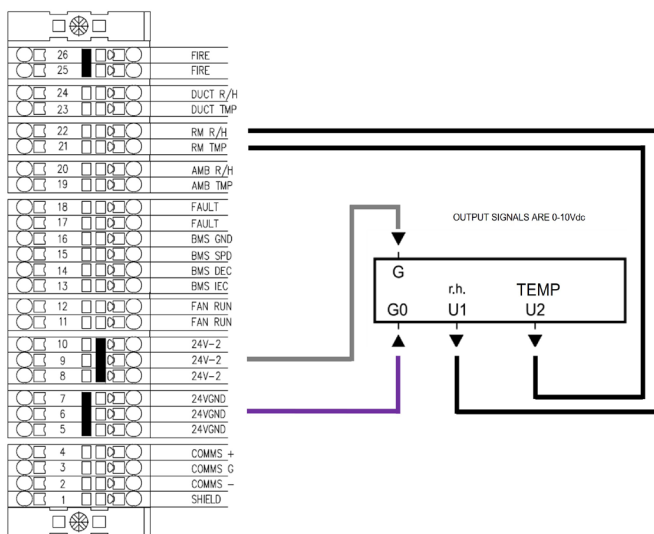 26 FIRE
25 FIRE
24 DUCT R/H
23 DUCT TMP
22 RM R/H
21 RM TMP
20 AMB R/H
19 AMB TMP
18 FAULT
17 FAULT
16 BMS GND
15 BMS SPD
14 BMS DEC
13 BMS IEC
12 FAN RUN
11 FAN RUN
10 24V-2
9 24V-2
8 24V-2
7 24VGND
6 24VGND
5 24VGND
4 COMMS +
3 COMMS G
2 COMMS -
1 SHIELD
OUTPUT SIGNALS ARE 0-10Vdc
G
r.h. TEMP
G0 U1 U2